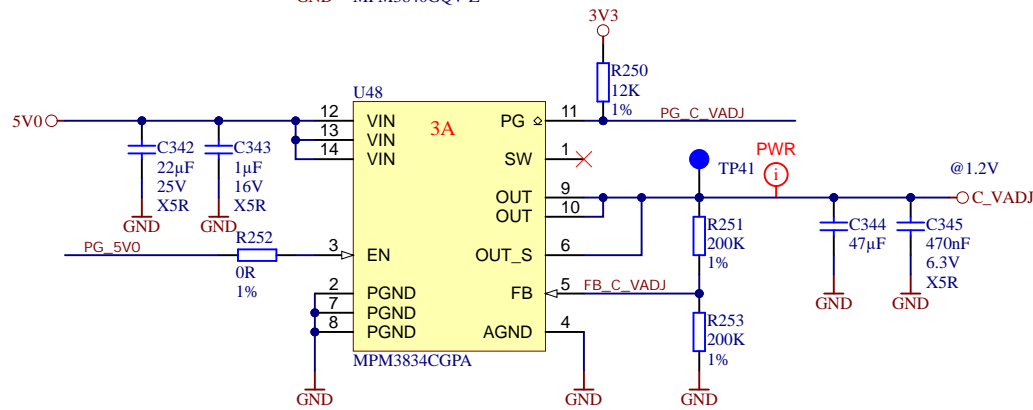 3V3
R250
12K
1%
U48
5V0
12
VIN
13
VIN
14
VIN
3A
PG
11
PG_C_VADJ
C342
22µF
25V
X5R
GND
C343
1µF
16V
X5R
GND
SW
1
TP41
PWR
i
@1.2V
OUT
9
OUT
10
C_VADJ
R251
200K
1%
C344
47µF
GND
C345
470nF
6.3V
X5R
GND
PG_5V0
R252
0R
1%
3
EN
OUT_S
6
2
PGND
7
PGND
8
PGND
FB
5
FB_C_VADJ
AGND
4
R253
200K
1%
MPM3834CGPA
GND
GND
GND